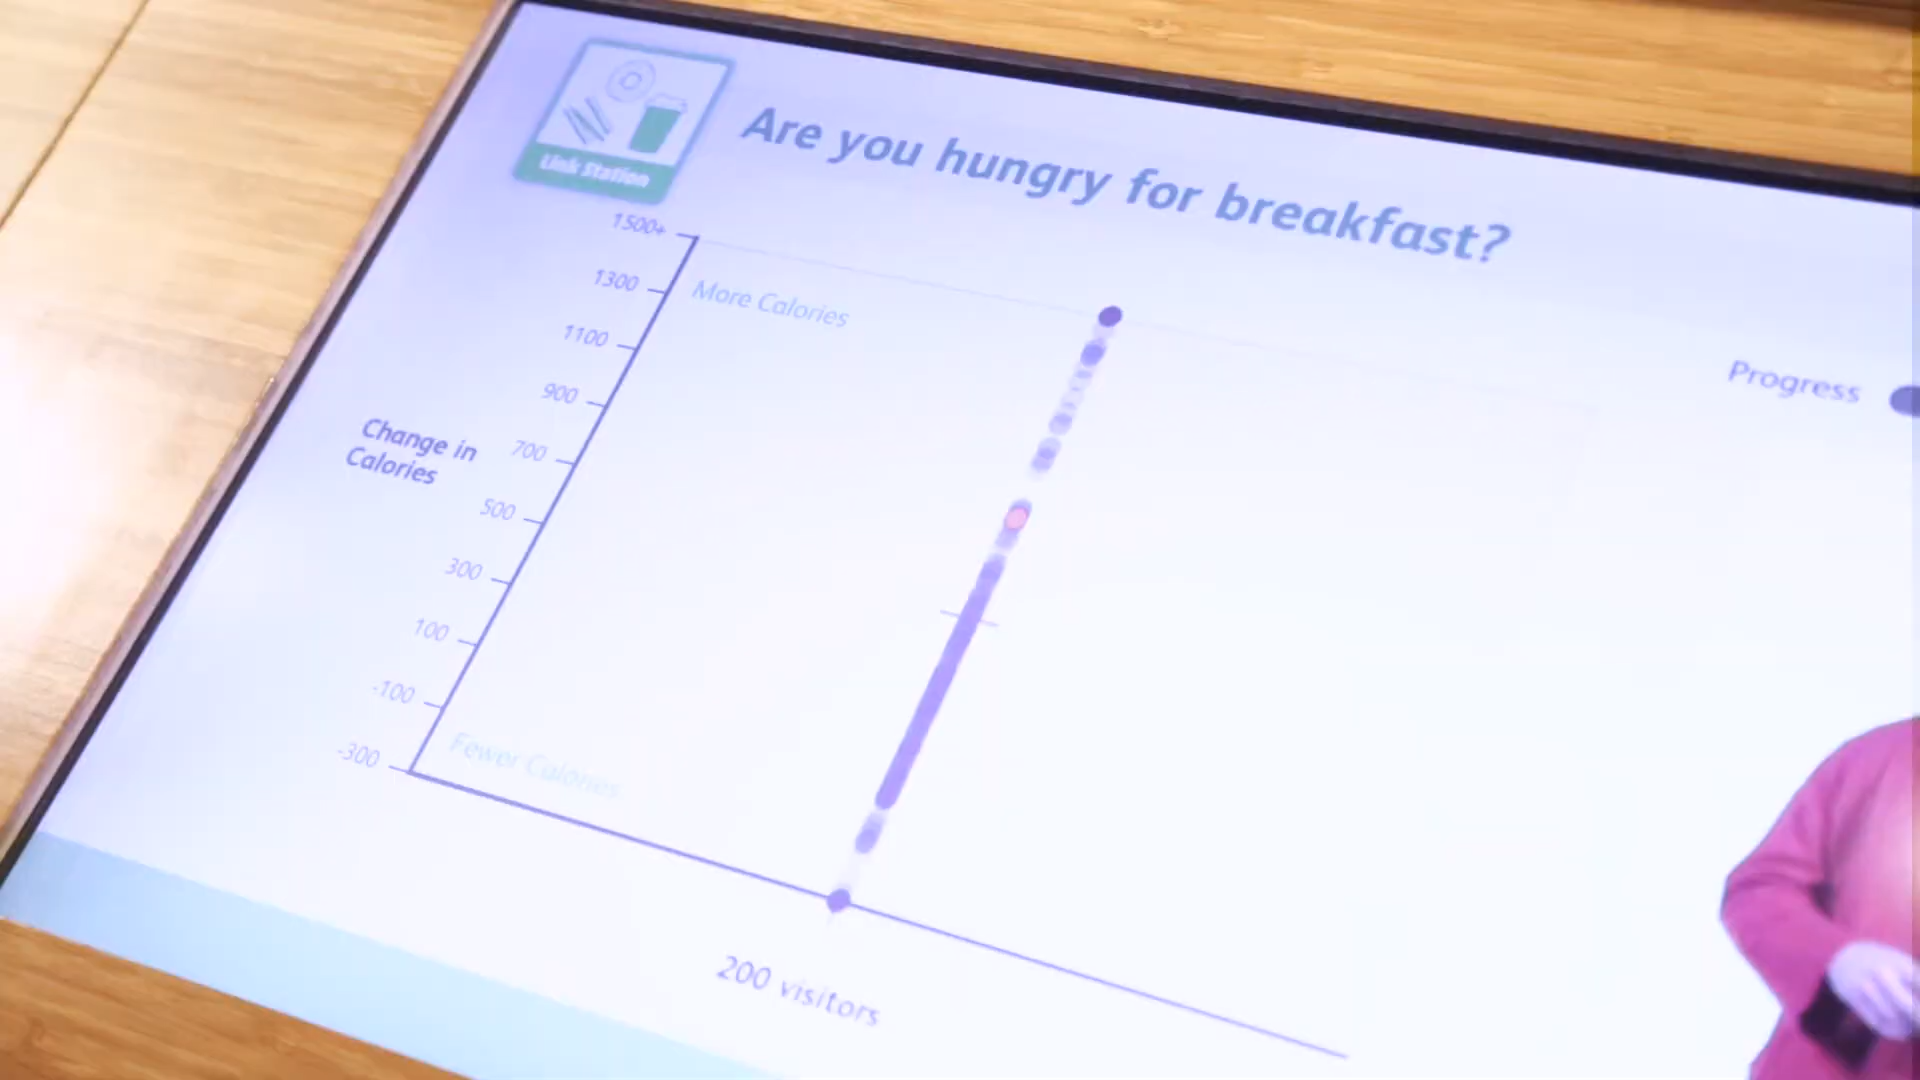 Link Station
Are you hungry for breakfast?
1500+
1300
1100
900
700
500
300
100
-100
-300
Change in
Calories
More Calories
Fewer Calories
200 visitors
Progress